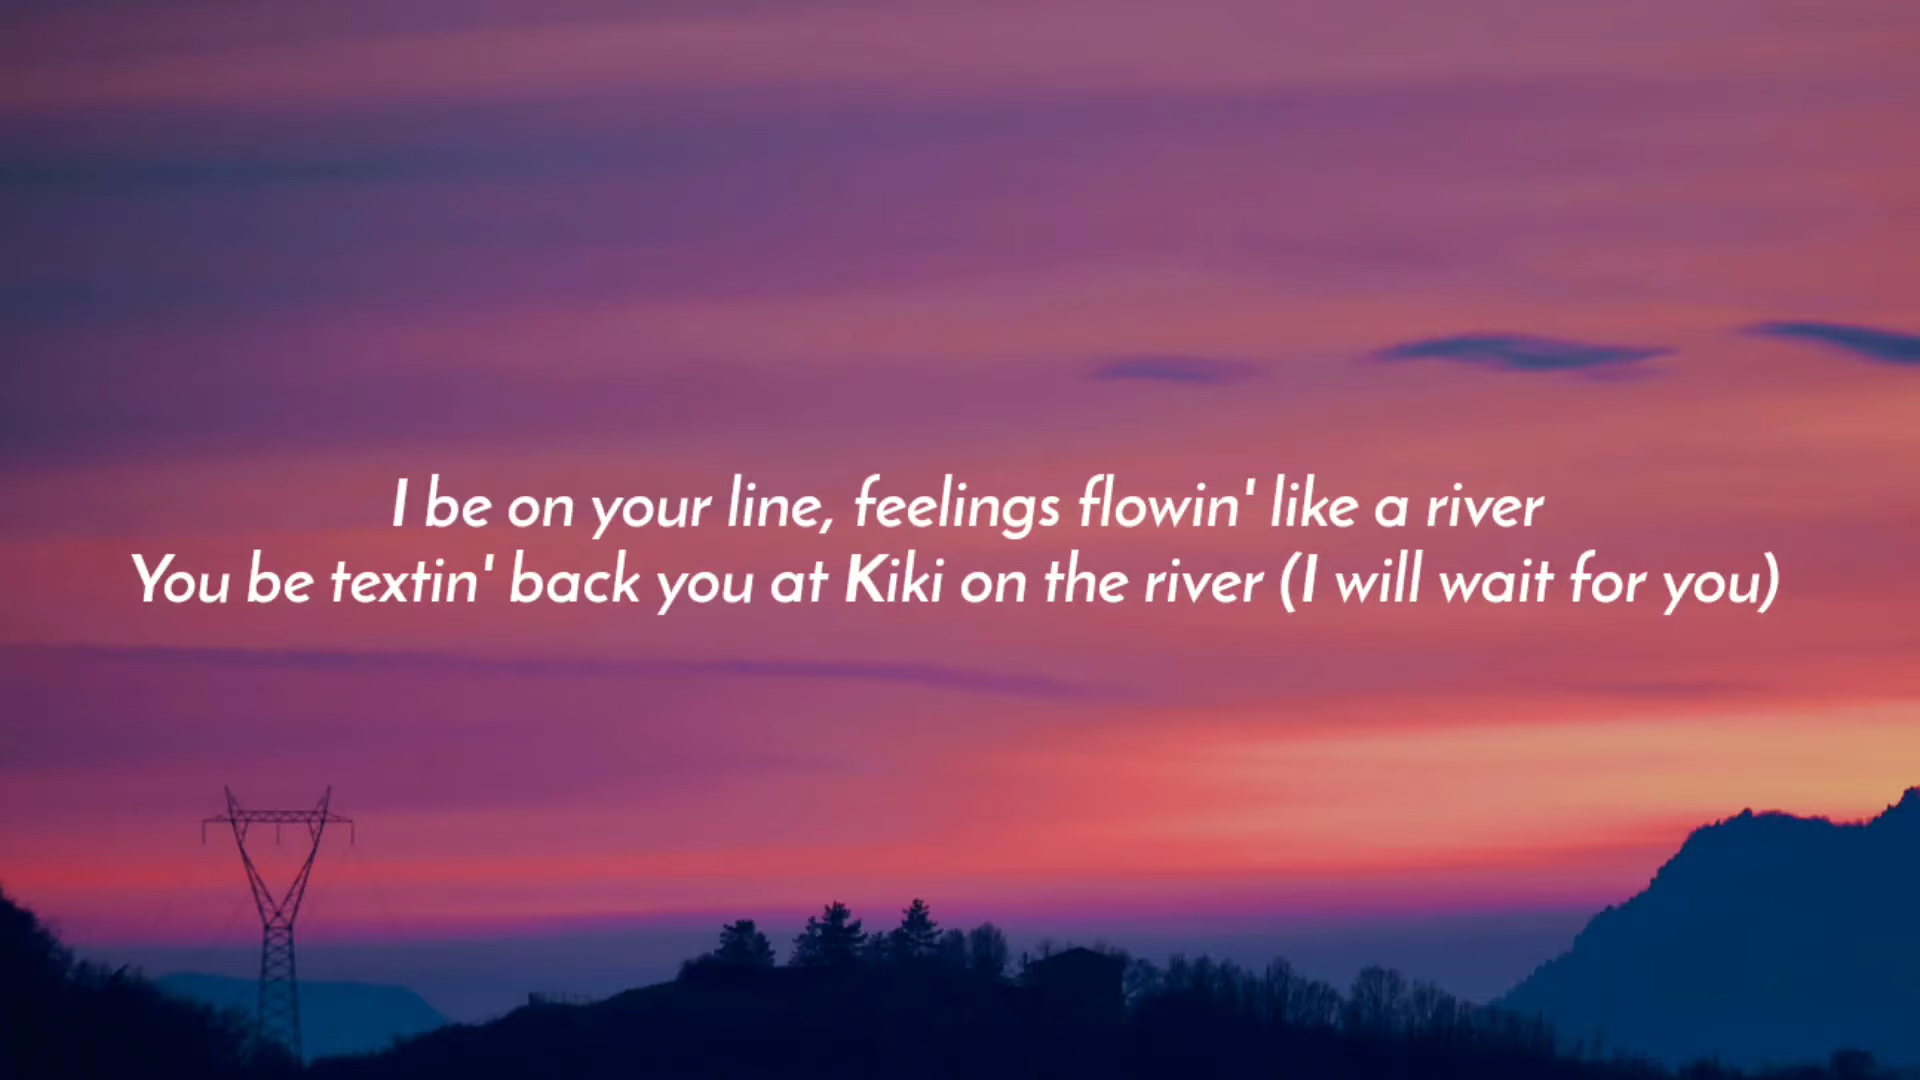 I be on your line, feelings flowin' like a river
You be textin' back you at Kiki on the river (I will wait for you)